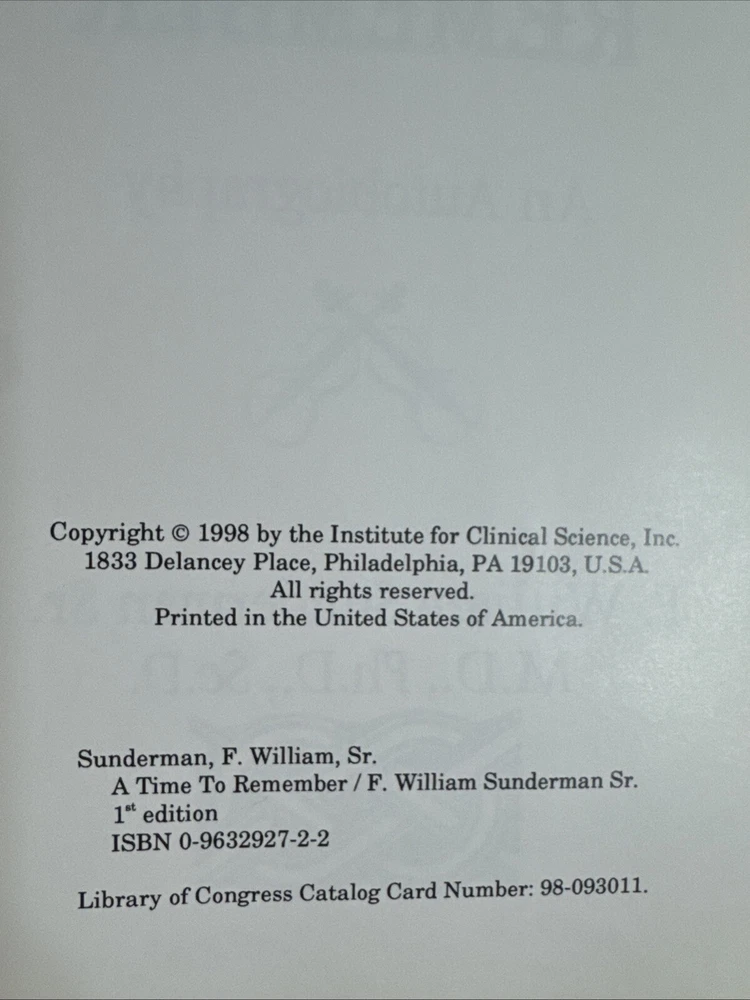 Copyright © 1998 by the Institute for Clinical Science, Inc.
1833 Delancey Place, Philadelphia, PA 19103, U.S.A.
All rights reserved.
Printed in the United States of America.
Sunderman, F. William, Sr.
A Time To Remember / F. William Sunderman Sr.
1st edition
ISBN 0-9632927-2-2
Library of Congress Catalog Card Number: 98-093011.